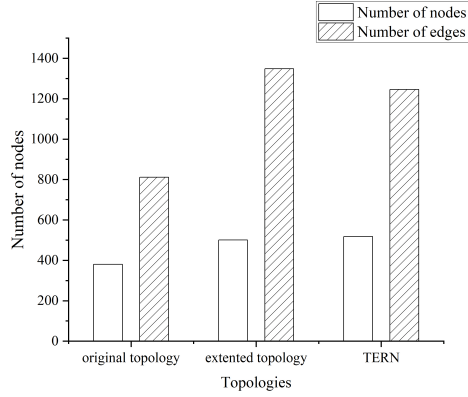 Number of nodes
Number of edges
1400
1200
1000
800
600
400
200
0
Number of nodes
original topology extented topology TERN
Topologies